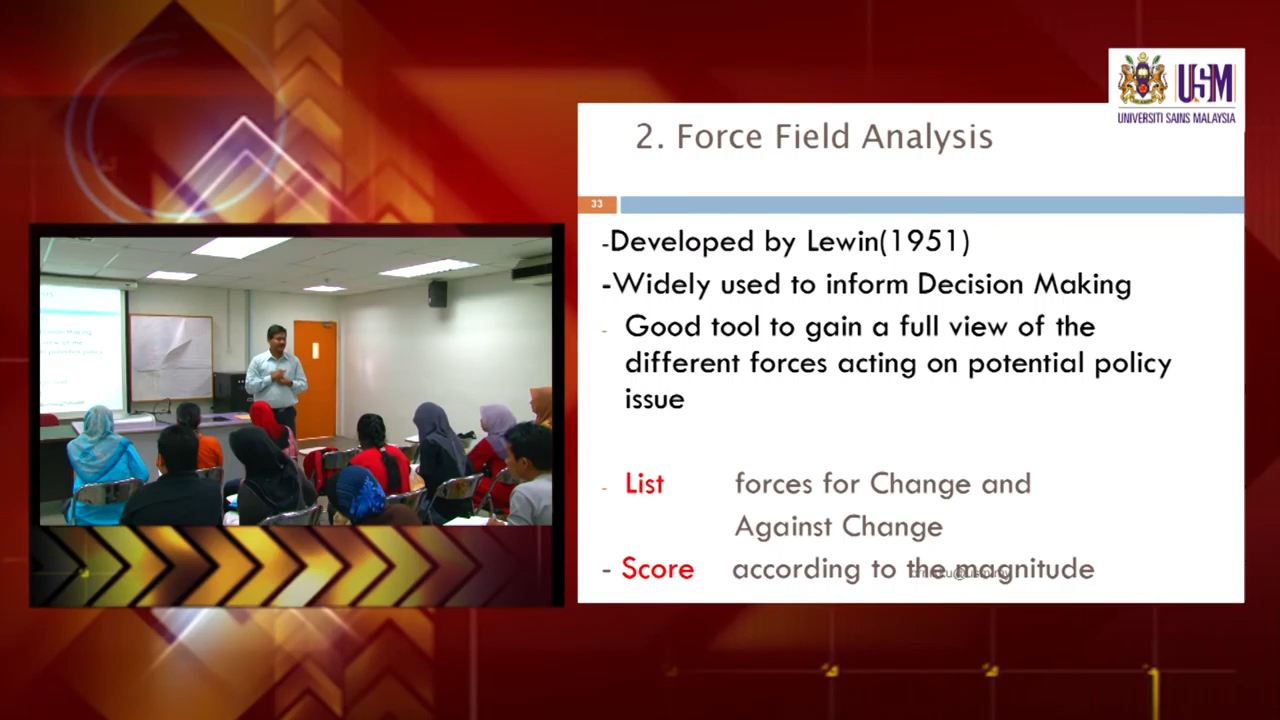 USM
UNIVERSITI SAINS MALAYSIA
2. Force Field Analysis
33
-Developed by Lewin(1951)
-Widely used to inform Decision Making
- Good tool to gain a full view of the
different forces acting on potential policy
issue
- List forces for Change and
Against Change
- Score according to the magnitude